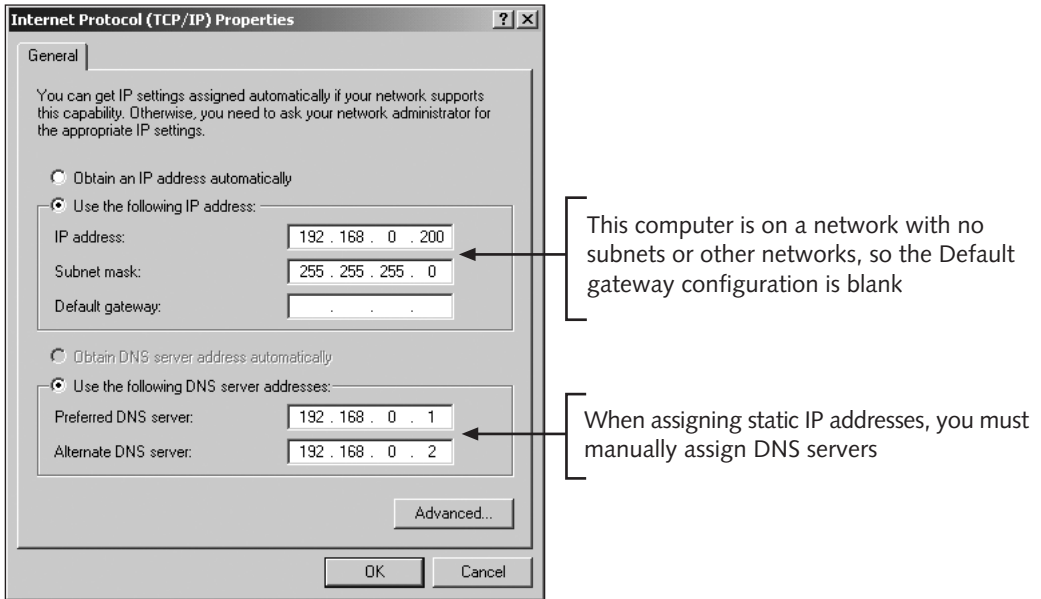 Internet Protocol (TCP/IP) Properties
? X
General
You can get IP settings assigned automatically if your network supports
this capability. Otherwise, you need to ask your network administrator for
the appropriate IP settings.
Obtain an IP address automatically
Use the following IP address:
IP address: 192 . 168 . 0 . 200
Subnet mask: 255 . 255 . 255 . 0
Default gateway: . . .
Obtain DNS server address automatically
Use the following DNS server addresses:
Preferred DNS server: 192 . 168 . 0 . 1
Alternate DNS server: 192 . 168 . 0 . 2
Advanced...
OK Cancel
This computer is on a network with no
subnets or other networks, so the Default
gateway configuration is blank
When assigning static IP addresses, you must
manually assign DNS servers